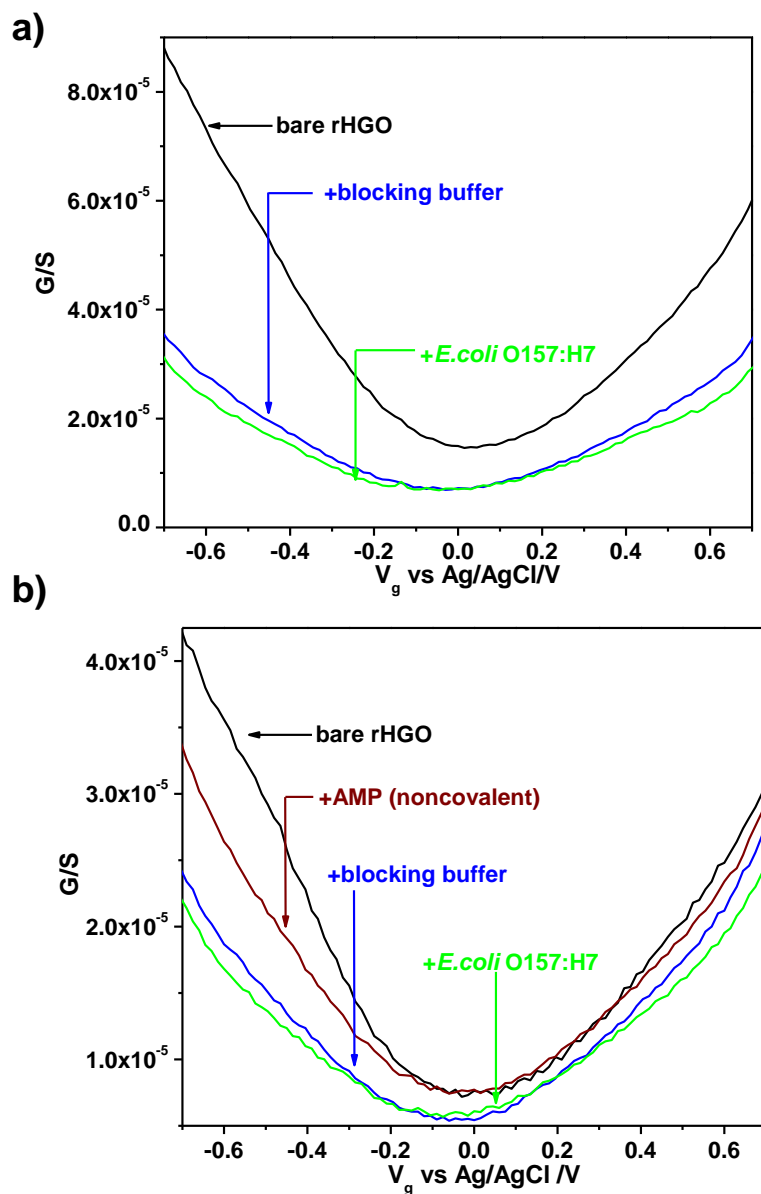 a)
8.0x10⁻⁵
bare rHGO
+blocking buffer
6.0x10⁻⁵
G/S
4.0x10⁻⁵
+E.coli O157:H7
2.0x10⁻⁵
0.0
-0.6 -0.4 -0.2 0.0 0.2 0.4 0.6
V_g vs Ag/AgCl/V
b)
4.0x10⁻⁵
bare rHGO
3.0x10⁻⁵
+AMP (noncovalent)
G/S
+blocking buffer
2.0x10⁻⁵
+E.coli O157:H7
1.0x10⁻⁵
-0.6 -0.4 -0.2 0.0 0.2 0.4 0.6
V_g vs Ag/AgCl /V